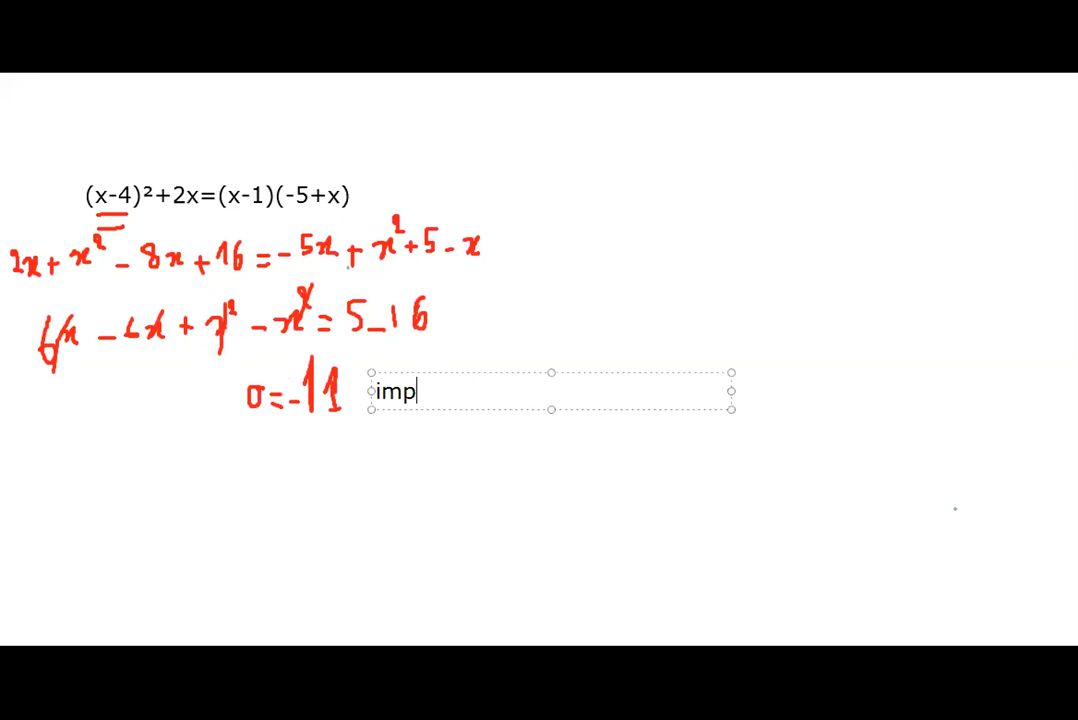 (x-4)²+2x=(x-1)(-5+x)
2x+x²-8x+16=-5x+x²+5-x
6x-6x+x²-x²=5-16
0=-11 imp